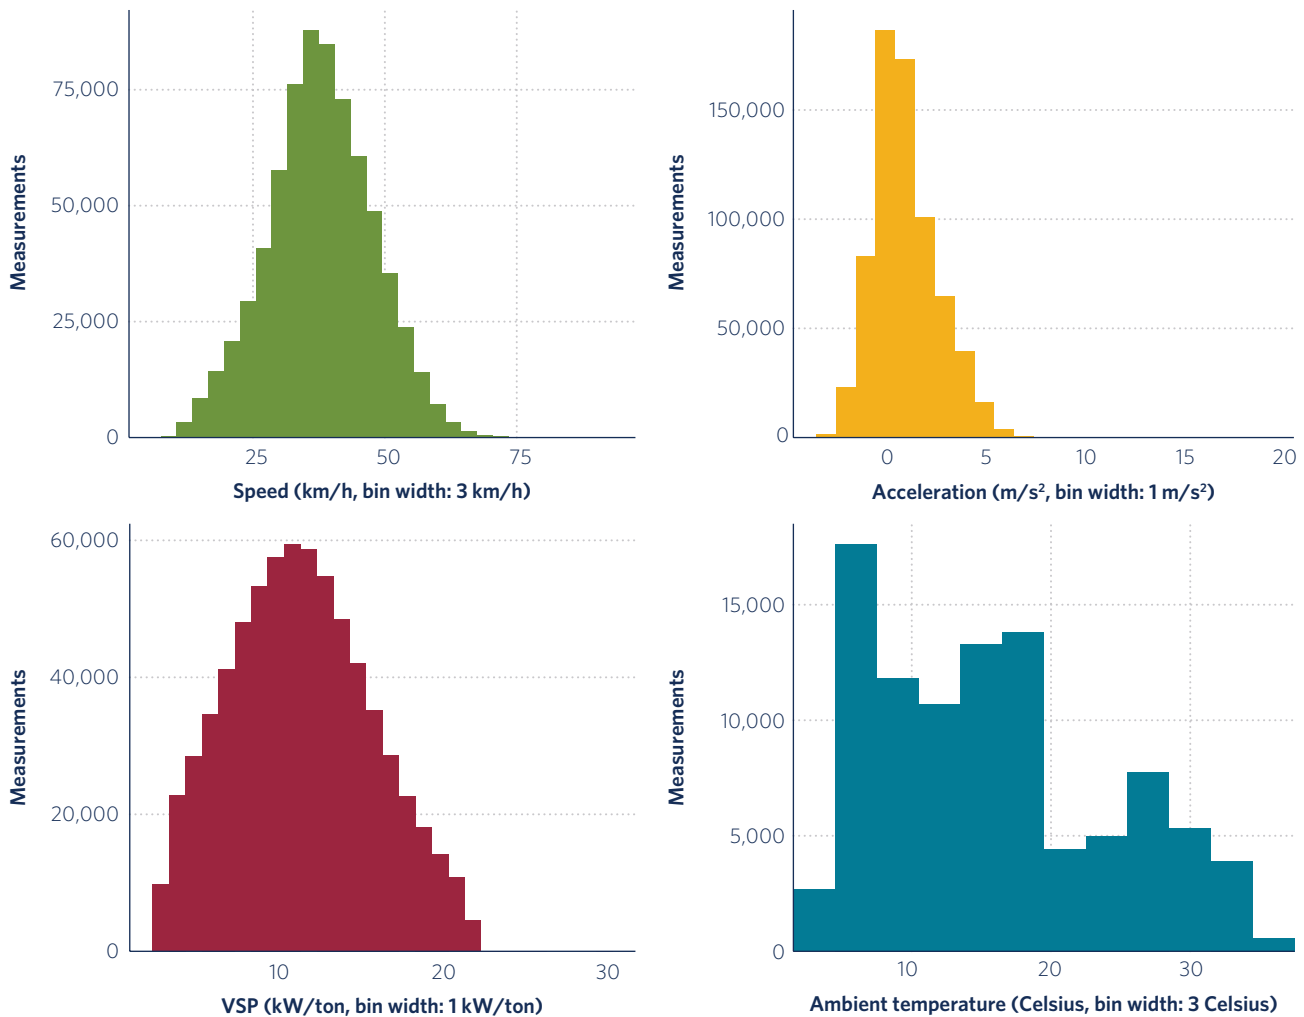 Measurements
75,000
50,000
25,000
0
25 50 75
Speed (km/h, bin width: 3 km/h)
Measurements
150,000
100,000
50,000
0
0 5 10 15 20
Acceleration (m/s², bin width: 1 m/s²)
Measurements
60,000
40,000
20,000
0
10 20 30
VSP (kW/ton, bin width: 1 kW/ton)
Measurements
15,000
10,000
5,000
0
10 20 30
Ambient temperature (Celsius, bin width: 3 Celsius)